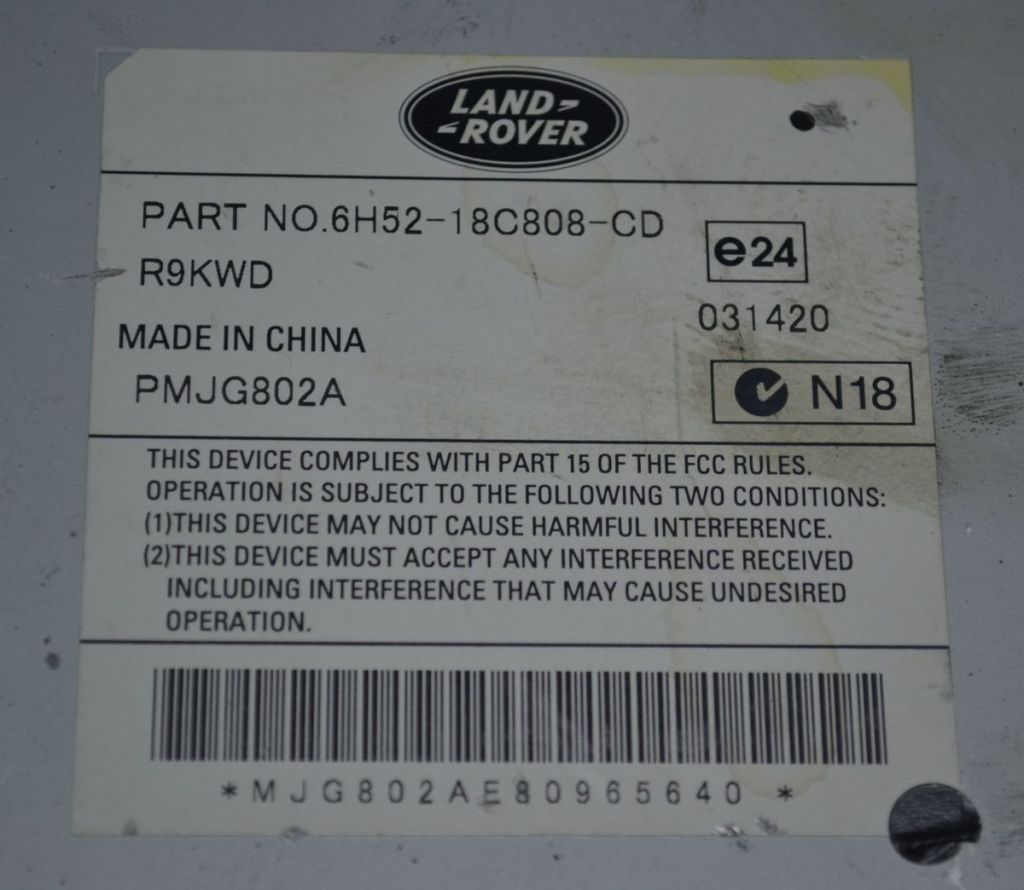 LAND-
-ROVER
PART NO.6H52-18C808-CD
R9KWD
e24
031420
MADE IN CHINA
PMJG802A
N18
THIS DEVICE COMPLIES WITH PART 15 OF THE FCC RULES.
OPERATION IS SUBJECT TO THE FOLLOWING TWO CONDITIONS:
(1)THIS DEVICE MAY NOT CAUSE HARMFUL INTERFERENCE.
(2)THIS DEVICE MUST ACCEPT ANY INTERFERENCE RECEIVED
INCLUDING INTERFERENCE THAT MAY CAUSE UNDESIRED
OPERATION.
*MJG802AE80965640*